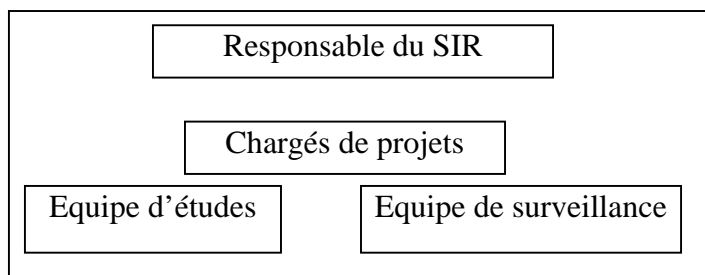 Responsable du SIR
Chargés de projets
Equipe d'études
Equipe de surveillance